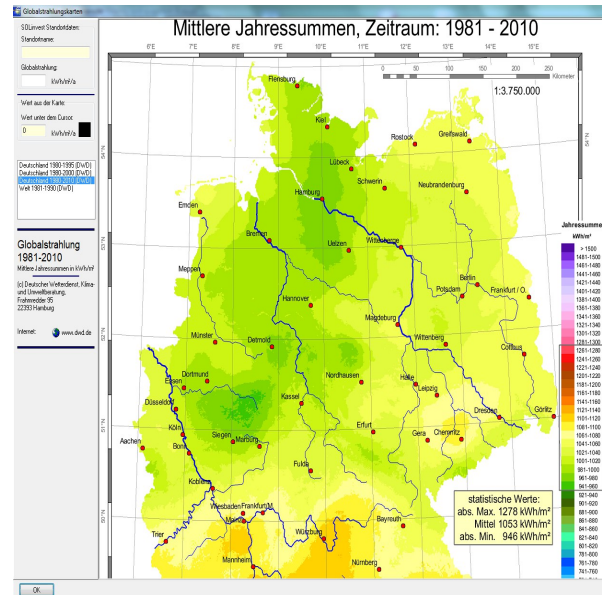 Globalstrahlungskarten
SOLinvest Standortdaten:
Standortname:
Globalstrahlung:
kWh/m²/a
Wert aus der Karte:
Wert unter dem Cursor:
0 kWh/m²/a
Deutschland 1980-1995 (DWD)
Deutschland 1980-2000 (DWD)
Deutschland 1980-2010 (DWD)
Welt 1981-1990 (DWD)
Globalstrahlung
1981-2010
Mittlere Jahressummen in kWh/m²
(c) Deutscher Wetterdienst, Klima-
und Umweltberatung,
Frahmredder 95
22393 Hamburg
Internet: www.dwd.de
OK
Mittlere Jahressummen, Zeitraum: 1981 - 2010
6°E 7°E 8°E 9°E 10°E 11°E 12°E 13°E 14°E 15°E
0 50 100 150 200 250
Kilometer
1:3.750.000
Flensburg
Kiel
Rostock
Greifswald
54°N
54°N
Lübeck
Schwerin
Neubrandenburg
Hamburg
Emden
Bremen
53°N
Uelzen
Wittenberge
Meppen
Berlin
Potsdam
Frankfurt / O.
Hannover
Magdeburg
52°N
Münster
Detmold
Wittenberg
Cottbus
Dortmund
Essen
Nordhausen
Halle
Leipzig
Düsseldorf
Kassel
Dresden
Görlitz
51°N
Köln
Aachen
Bonn
Siegen
Marburg
Erfurt
Gera
Chemnitz
Fulda
Koblenz
Wiesbaden
Frankfurt/M.
Mainz
50°N
Trier
Würzburg
Bayreuth
Mannheim
Nürnberg
statistische Werte:
abs. Max. 1278 kWh/m²
Mittel 1053 kWh/m²
abs. Min. 946 kWh/m²
Jahressumme
kWh/m²
> 1500
1481-1500
1461-1480
1441-1460
1421-1440
1401-1420
1381-1400
1361-1380
1341-1360
1321-1340
1301-1320
1281-1300
1261-1280
1241-1260
1221-1240
1201-1220
1181-1200
1161-1180
1141-1160
1121-1140
1101-1120
1081-1100
1061-1080
1041-1060
1021-1040
1001-1020
981-1000
961-980
941-960
921-940
901-920
881-900
861-880
841-860
821-840
801-820
781-800
761-780
741-760